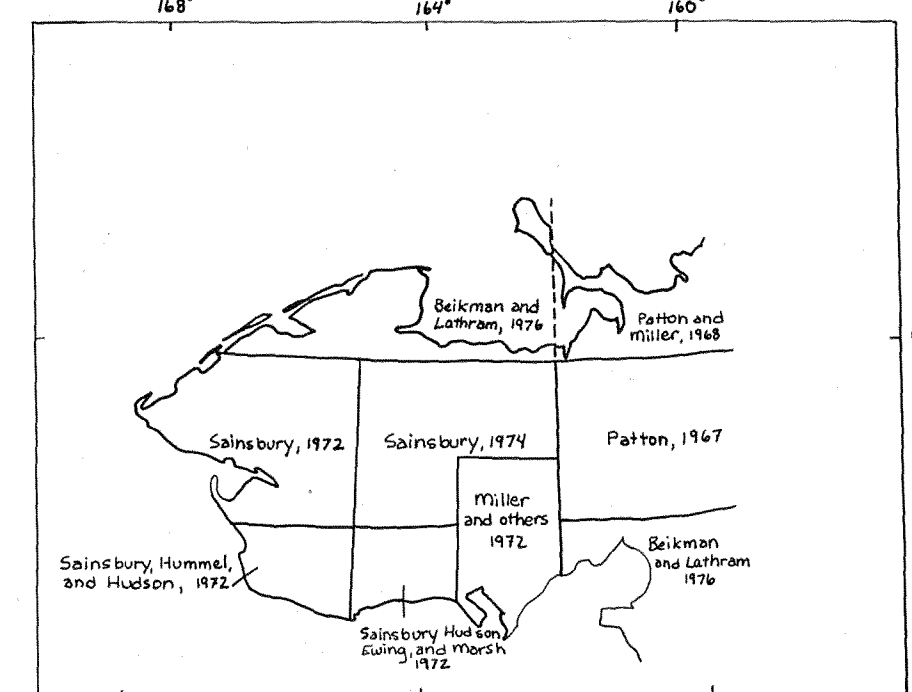 168°
164°
160°
Beikman and
Lathram, 1976
Patton and
Miller, 1968
Sainsbury, 1972
Sainsbury, 1974
Patton, 1967
Miller
and others
1972
Sainsbury, Hummel,
and Hudson, 1972
Beikman
and Lathram
1976
Sainsbury Hudson,
Ewing, and Marsh
1972